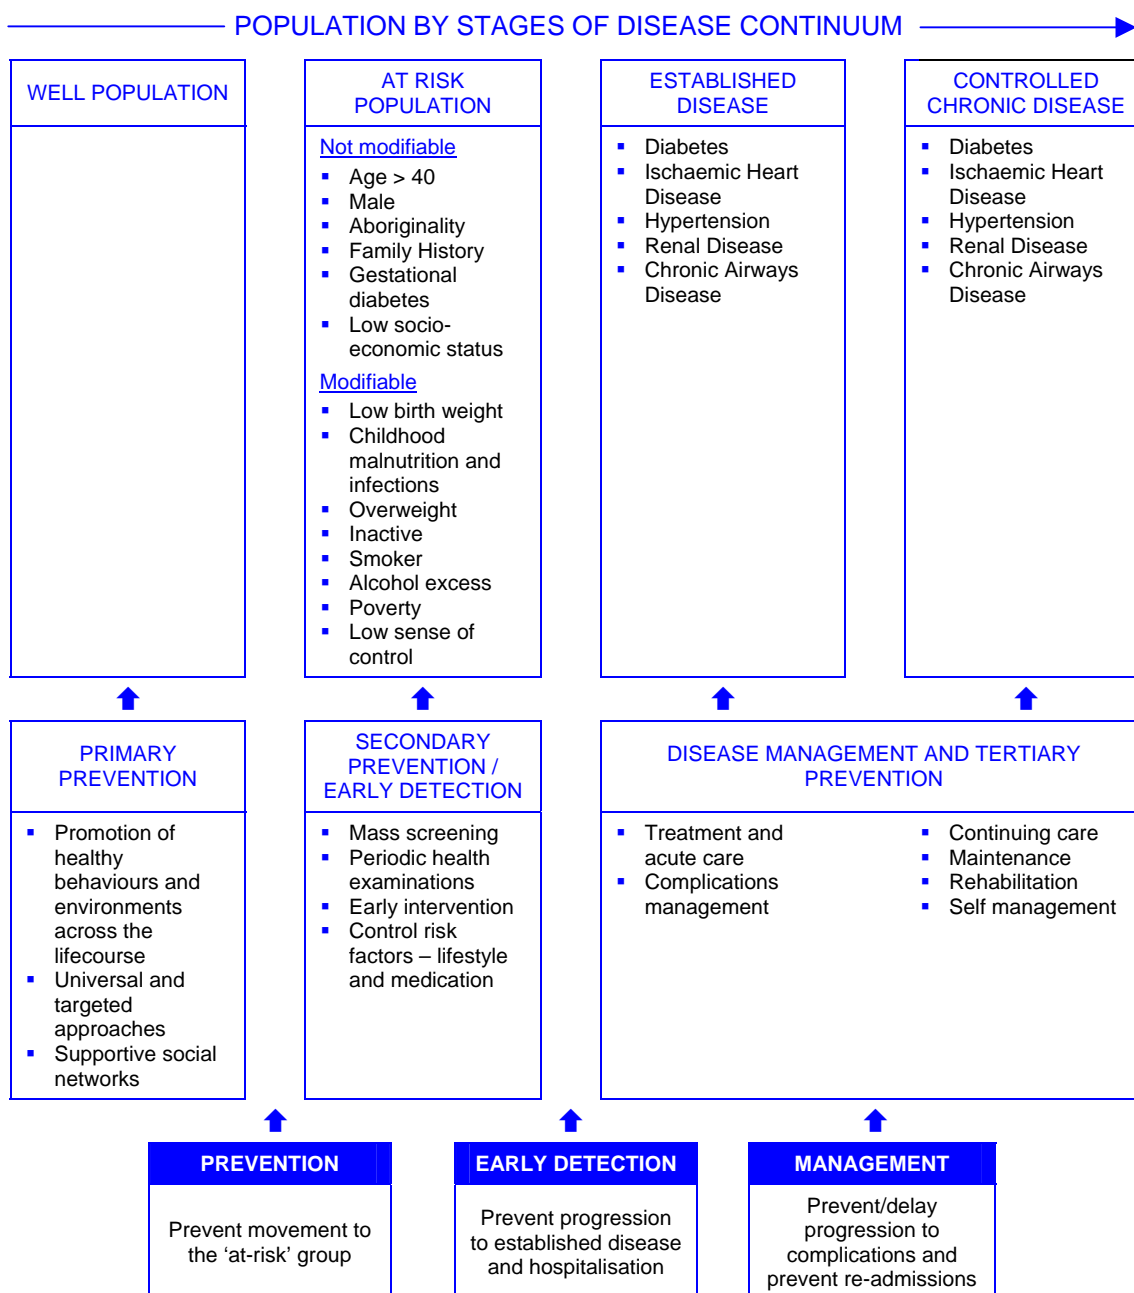 POPULATION BY STAGES OF DISEASE CONTINUUM
WELL POPULATION
AT RISK
POPULATION
Not modifiable
▪ Age > 40
▪ Male
▪ Aboriginality
▪ Family History
▪ Gestational
diabetes
▪ Low socio-
economic status
Modifiable
▪ Low birth weight
▪ Childhood
malnutrition and
infections
▪ Overweight
▪ Inactive
▪ Smoker
▪ Alcohol excess
▪ Poverty
▪ Low sense of
control
ESTABLISHED
DISEASE
▪ Diabetes
▪ Ischaemic Heart
Disease
▪ Hypertension
▪ Renal Disease
▪ Chronic Airways
Disease
CONTROLLED
CHRONIC DISEASE
▪ Diabetes
▪ Ischaemic Heart
Disease
▪ Hypertension
▪ Renal Disease
▪ Chronic Airways
Disease
PRIMARY
PREVENTION
▪ Promotion of
healthy
behaviours and
environments
across the
lifecourse
▪ Universal and
targeted
approaches
▪ Supportive social
networks
SECONDARY
PREVENTION /
EARLY DETECTION
▪ Mass screening
▪ Periodic health
examinations
▪ Early intervention
▪ Control risk
factors – lifestyle
and medication
DISEASE MANAGEMENT AND TERTIARY
PREVENTION
▪ Treatment and
acute care
▪ Complications
management
▪ Continuing care
▪ Maintenance
▪ Rehabilitation
▪ Self management
PREVENTION
Prevent movement to
the 'at-risk' group
EARLY DETECTION
Prevent progression
to established disease
and hospitalisation
MANAGEMENT
Prevent/delay
progression to
complications and
prevent re-admissions